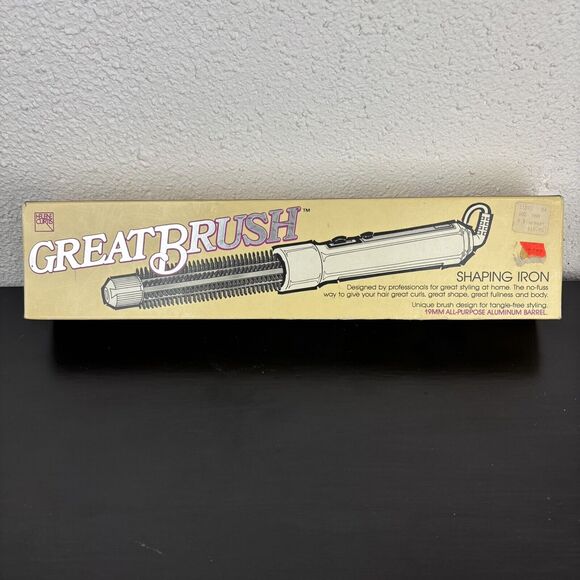 HELENE
CURTIS
GREATBRUSH™
SHAPING IRON
Designed by professionals for great styling at home. The no-fuss
way to give your hair great curls, great shape, great fullness and body.
Unique brush design for tangle-free styling.
19MM ALL-PURPOSE ALUMINUM BARREL.